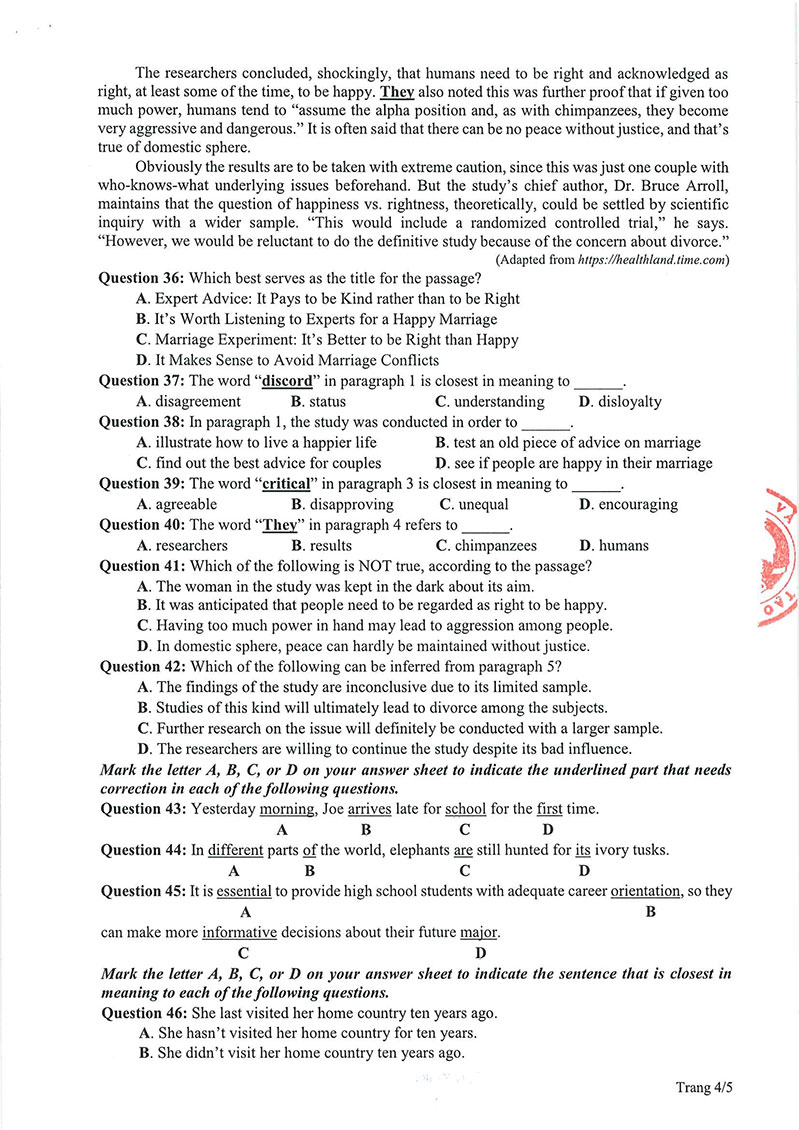 The researchers concluded, shockingly, that humans need to be right and acknowledged as
right, at least some of the time, to be happy. They also noted this was further proof that if given too
much power, humans tend to “assume the alpha position and, as with chimpanzees, they become
very aggressive and dangerous.” It is often said that there can be no peace without justice, and that’s
true of domestic sphere.
Obviously the results are to be taken with extreme caution, since this was just one couple with
who-knows-what underlying issues beforehand. But the study’s chief author, Dr. Bruce Arroll,
maintains that the question of happiness vs. rightness, theoretically, could be settled by scientific
inquiry with a wider sample. “This would include a randomized controlled trial,” he says.
“However, we would be reluctant to do the definitive study because of the concern about divorce.”
(Adapted from https://healthland.time.com)
Question 36: Which best serves as the title for the passage?
A. Expert Advice: It Pays to be Kind rather than to be Right
B. It’s Worth Listening to Experts for a Happy Marriage
C. Marriage Experiment: It’s Better to be Right than Happy
D. It Makes Sense to Avoid Marriage Conflicts
Question 37: The word “discord” in paragraph 1 is closest in meaning to ______.
A. disagreement B. status C. understanding D. disloyalty
Question 38: In paragraph 1, the study was conducted in order to ______.
A. illustrate how to live a happier life B. test an old piece of advice on marriage
C. find out the best advice for couples D. see if people are happy in their marriage
Question 39: The word “critical” in paragraph 3 is closest in meaning to ______.
A. agreeable B. disapproving C. unequal D. encouraging
Question 40: The word “They” in paragraph 4 refers to ______.
A. researchers B. results C. chimpanzees D. humans
Question 41: Which of the following is NOT true, according to the passage?
A. The woman in the study was kept in the dark about its aim.
B. It was anticipated that people need to be regarded as right to be happy.
C. Having too much power in hand may lead to aggression among people.
D. In domestic sphere, peace can hardly be maintained without justice.
Question 42: Which of the following can be inferred from paragraph 5?
A. The findings of the study are inconclusive due to its limited sample.
B. Studies of this kind will ultimately lead to divorce among the subjects.
C. Further research on the issue will definitely be conducted with a larger sample.
D. The researchers are willing to continue the study despite its bad influence.
Mark the letter A, B, C, or D on your answer sheet to indicate the underlined part that needs
correction in each of the following questions.
Question 43: Yesterday morning, Joe arrives late for school for the first time.
A B C D
Question 44: In different parts of the world, elephants are still hunted for its ivory tusks.
A B C D
Question 45: It is essential to provide high school students with adequate career orientation, so they
A B
can make more informative decisions about their future major.
C D
Mark the letter A, B, C, or D on your answer sheet to indicate the sentence that is closest in
meaning to each of the following questions.
Question 46: She last visited her home country ten years ago.
A. She hasn’t visited her home country for ten years.
B. She didn’t visit her home country ten years ago.
Trang 4/5